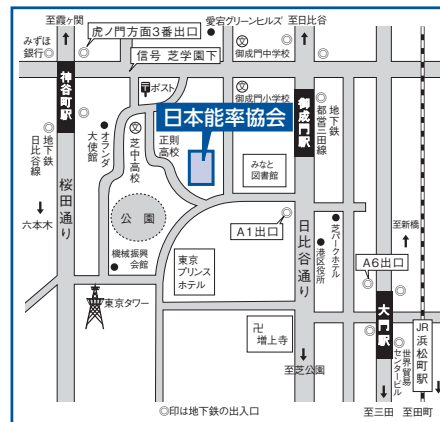 至霞ヶ関
虎ノ門方面3番出口
愛宕グリーンヒルズ
至日比谷
みずほ
銀行
御成門中学校
信号 芝学園下
神谷町駅
ポスト
御成門小学校
御成門駅
地下鉄
都営三田線
日本能率協会
オランダ
大使館
芝中高校
正則
高校
みなと
図書館
地下鉄
日比谷線
桜田通り
公園
六本木
A1出口
日比谷通り
芝パークホテル
港区役所
至新橋
機械振興
会館
東京
プリンス
ホテル
A6出口
東京タワー
大門駅
卍
増上寺
JR
浜松町駅
世界貿易
センタービル
至芝公園
至三田
至田町
◎印は地下鉄の出入口